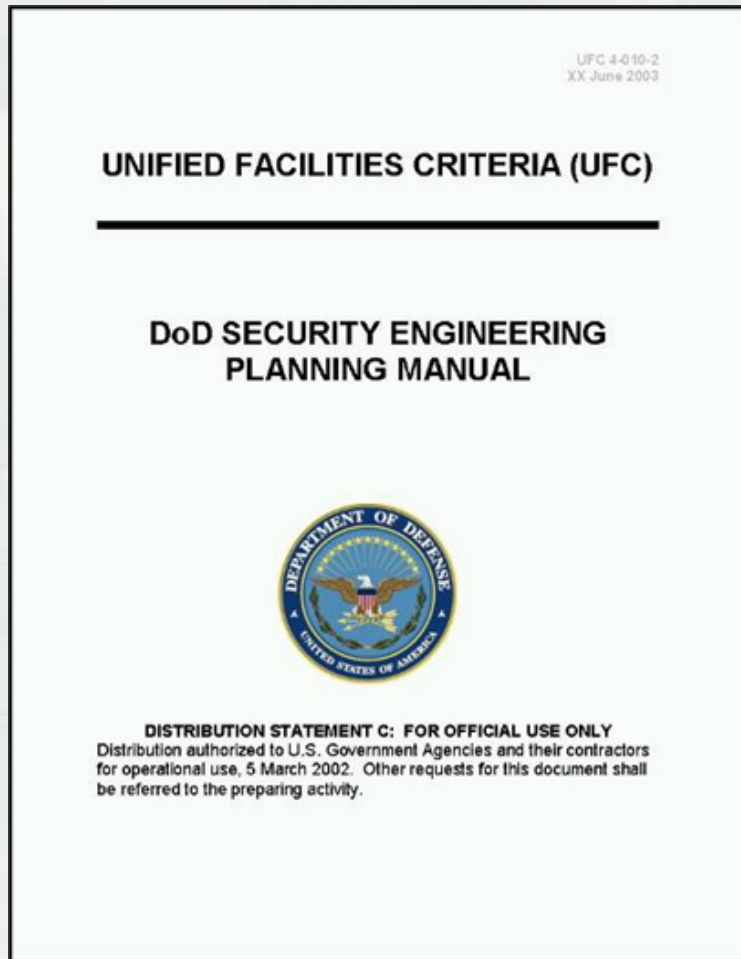 UFC 4-010-2
XX June 2003
UNIFIED FACILITIES CRITERIA (UFC)
DoD SECURITY ENGINEERING
PLANNING MANUAL
DEPARTMENT OF DEFENSE
UNITED STATES OF AMERICA
DISTRIBUTION STATEMENT C: FOR OFFICIAL USE ONLY
Distribution authorized to U.S. Government Agencies and their contractors
for operational use, 5 March 2002. Other requests for this document shall
be referred to the preparing activity.